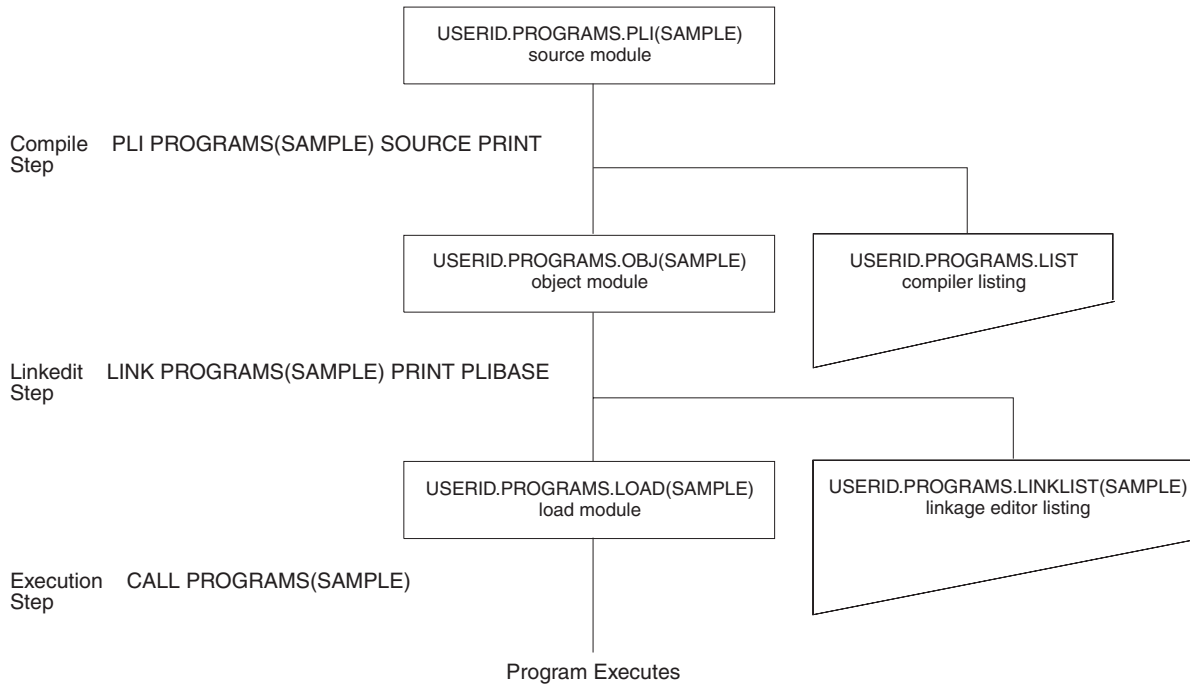 USERID.PROGRAMS.PLI(SAMPLE)
source module
Compile PLI PROGRAMS(SAMPLE) SOURCE PRINT
Step
USERID.PROGRAMS.OBJ(SAMPLE)
object module
USERID.PROGRAMS.LIST
compiler listing
Linkedit LINK PROGRAMS(SAMPLE) PRINT PLIBASE
Step
USERID.PROGRAMS.LOAD(SAMPLE)
load module
USERID.PROGRAMS.LINKLIST(SAMPLE)
linkage editor listing
Execution CALL PROGRAMS(SAMPLE)
Step
Program Executes